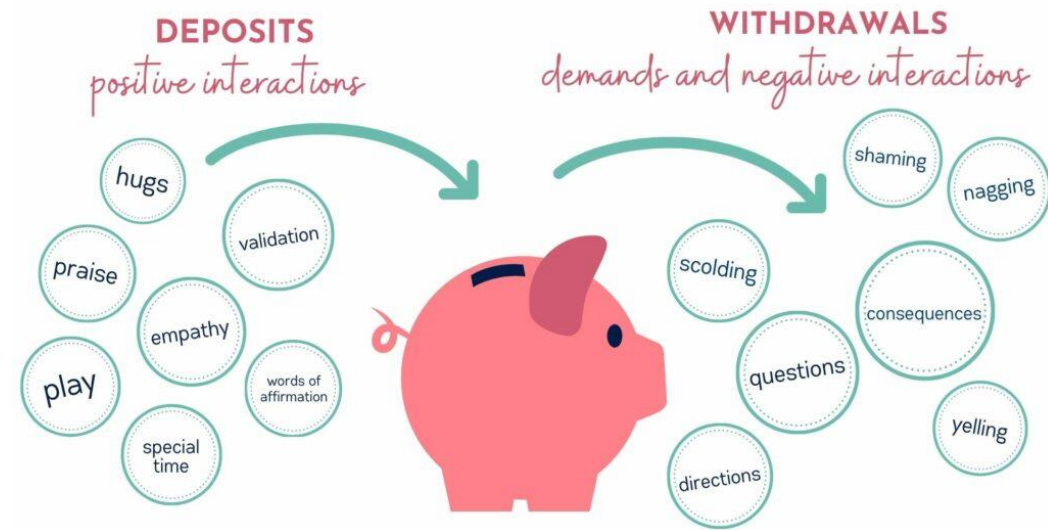 DEPOSITS
positive interactions
hugs
validation
praise
empathy
play
words of
affirmation
special
time
WITHDRAWALS
demands and negative interactions
shaming
nagging
scolding
consequences
questions
yelling
directions